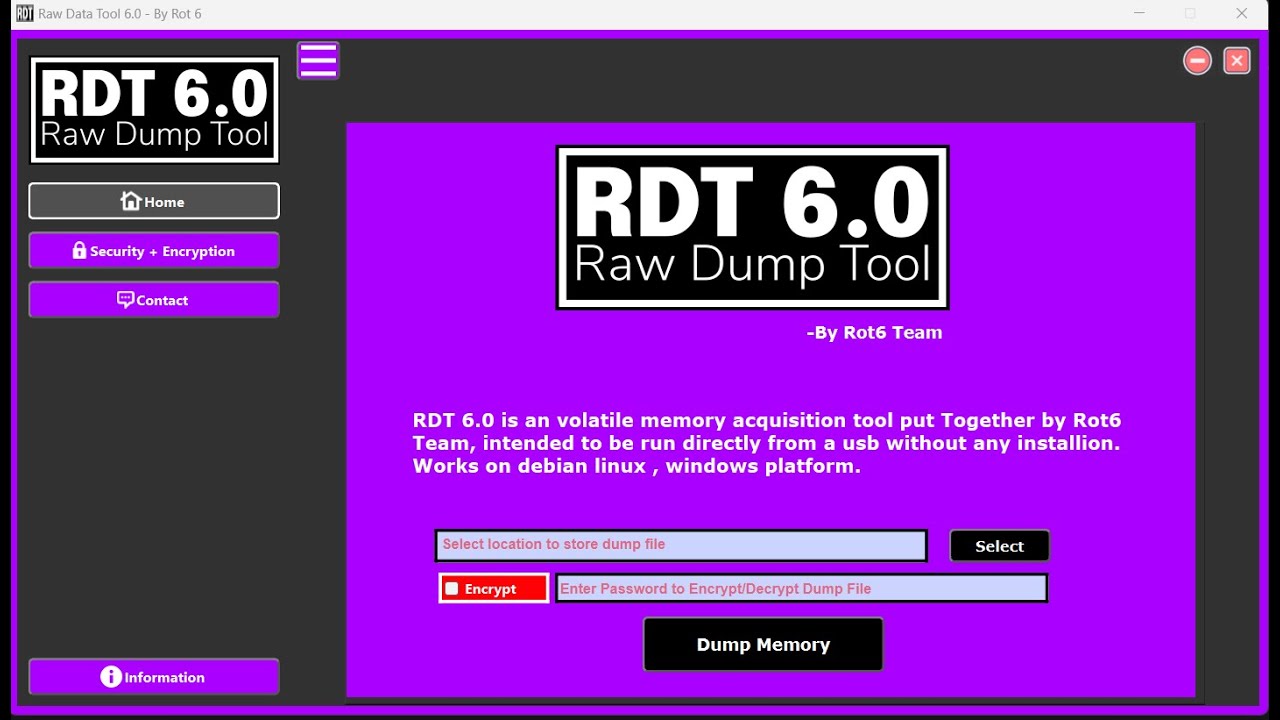 RDT Raw Data Tool 6.0 - By Rot 6
RDT 6.0
Raw Dump Tool
Home
Security + Encryption
Contact
Information
RDT 6.0
Raw Dump Tool
-By Rot6 Team
RDT 6.0 is an volatile memory acquisition tool put Together by Rot6
Team, intended to be run directly from a usb without any installion.
Works on debian linux , windows platform.
Select location to store dump file
Select
Encrypt
Enter Password to Encrypt/Decrypt Dump File
Dump Memory